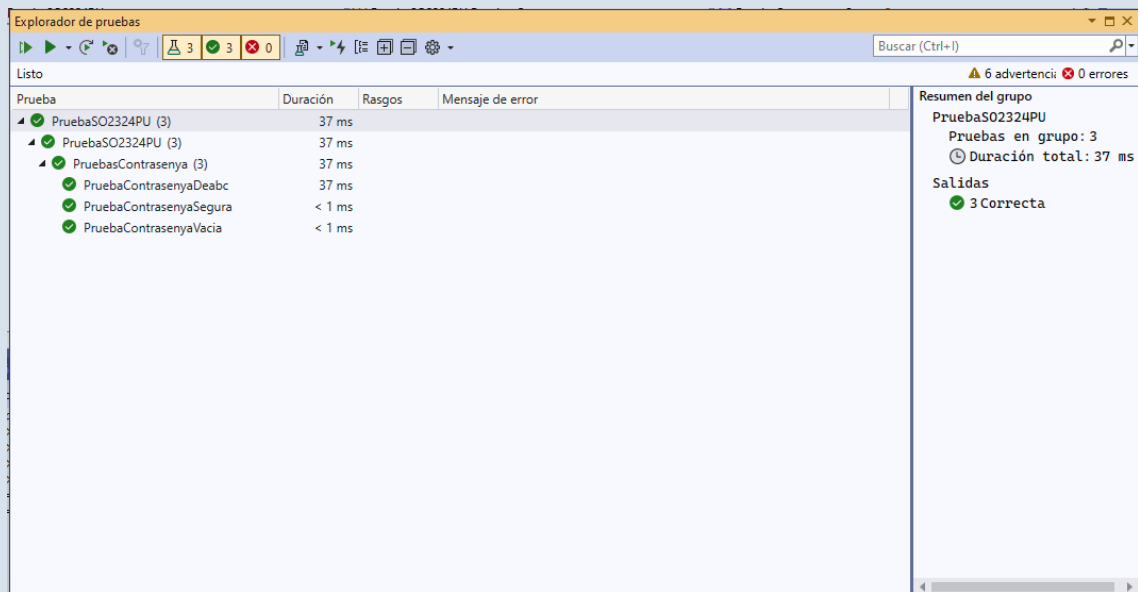 Explorador de pruebas
3 3 0
Buscar (Ctrl+I)
Listo
6 advertencia 0 errores
Prueba Duración Rasgos Mensaje de error
PruebaSO2324PU (3) 37 ms
PruebaSO2324PU (3) 37 ms
PruebasContrasenya (3) 37 ms
PruebaContrasenyaDeabc 37 ms
PruebaContrasenyaSegura < 1 ms
PruebaContrasenyaVacia < 1 ms
Resumen del grupo
PruebaSO2324PU
Pruebas en grupo: 3
Duración total: 37 ms
Salidas
3 Correcta